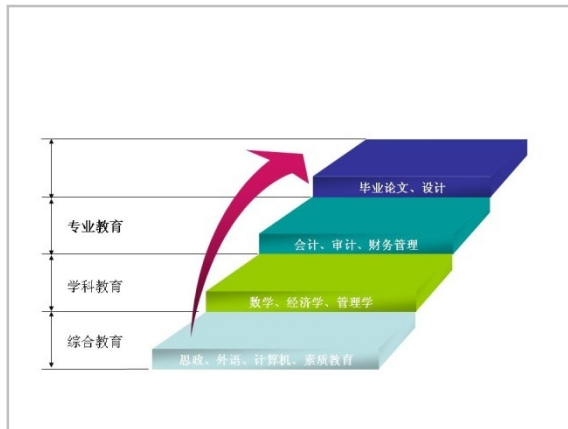 毕业论文、设计
专业教育
会计、审计、财务管理
学科教育
数学、经济学、管理学
综合教育
思政、外语、计算机、素质教育